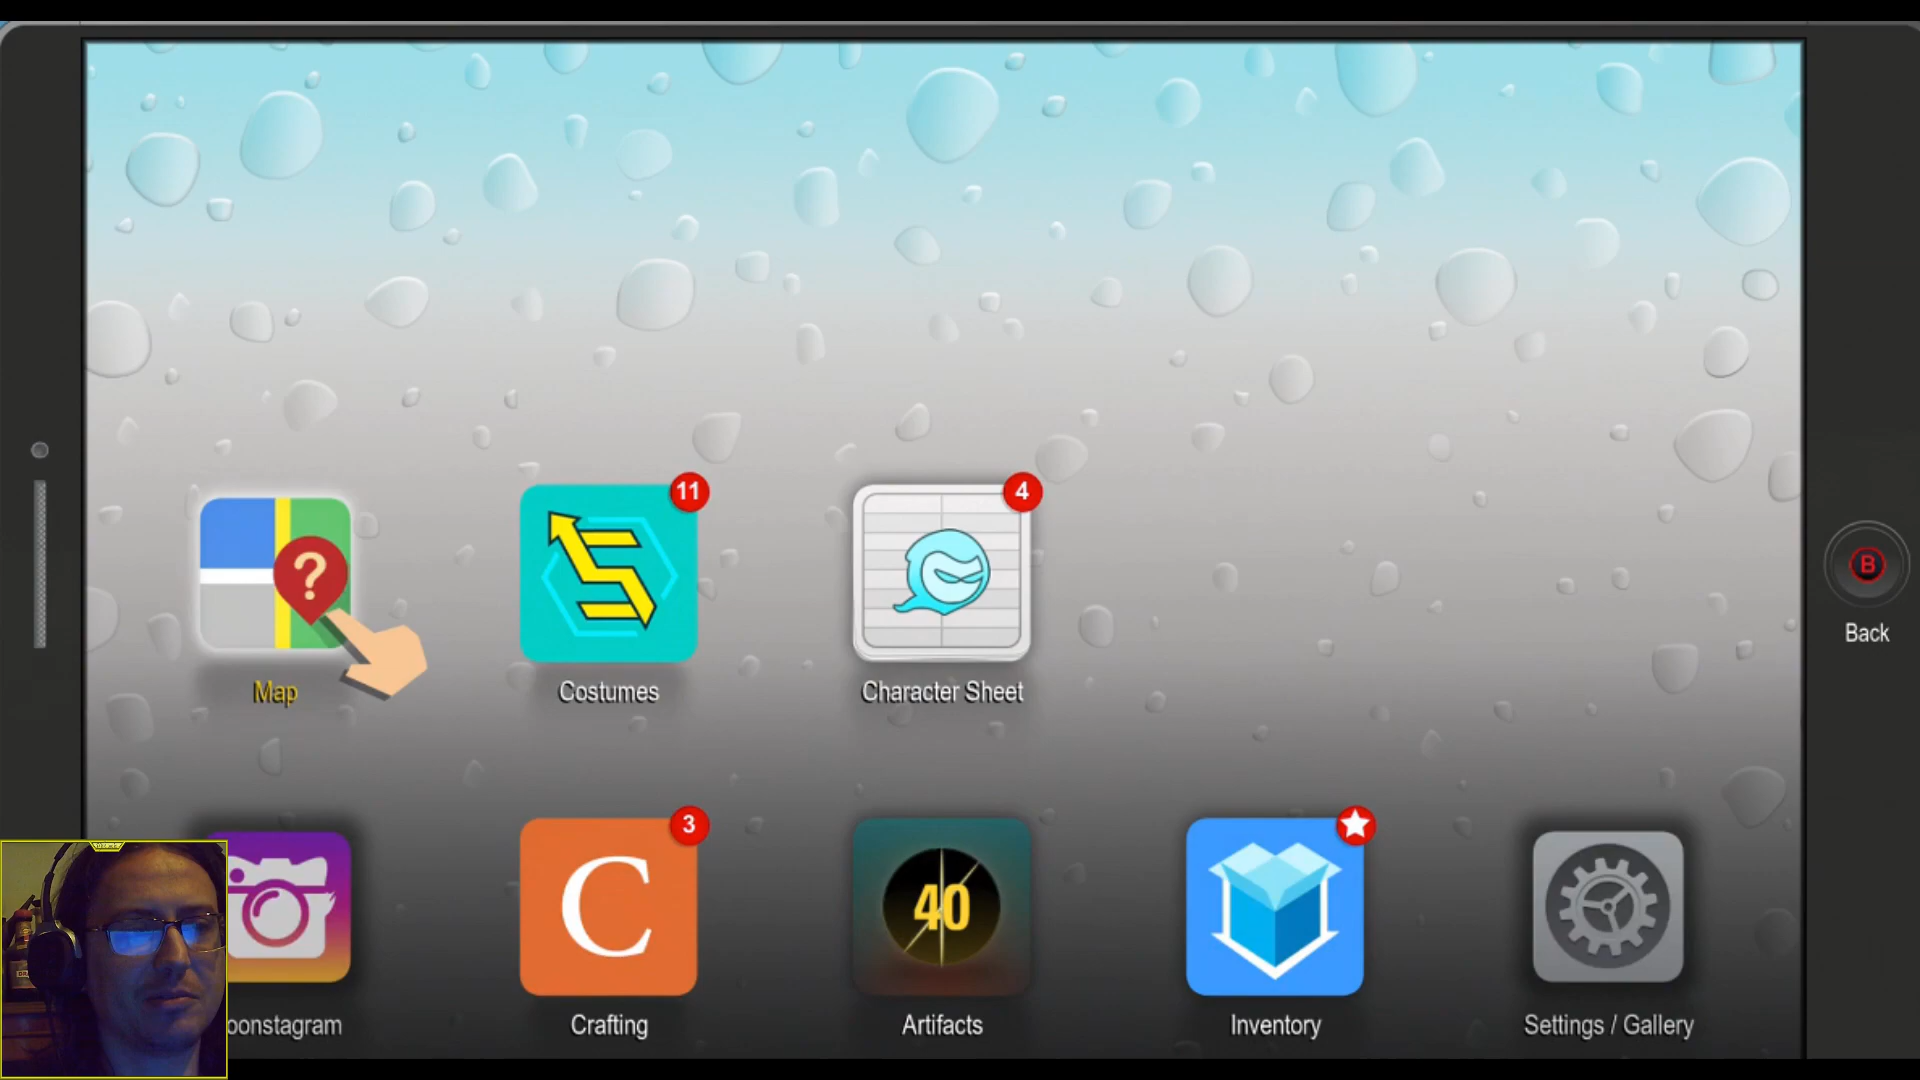 11
4
?
Map
Costumes
Character Sheet
B
Back
3
C
40
oonstagram
Crafting
Artifacts
Inventory
Settings / Gallery